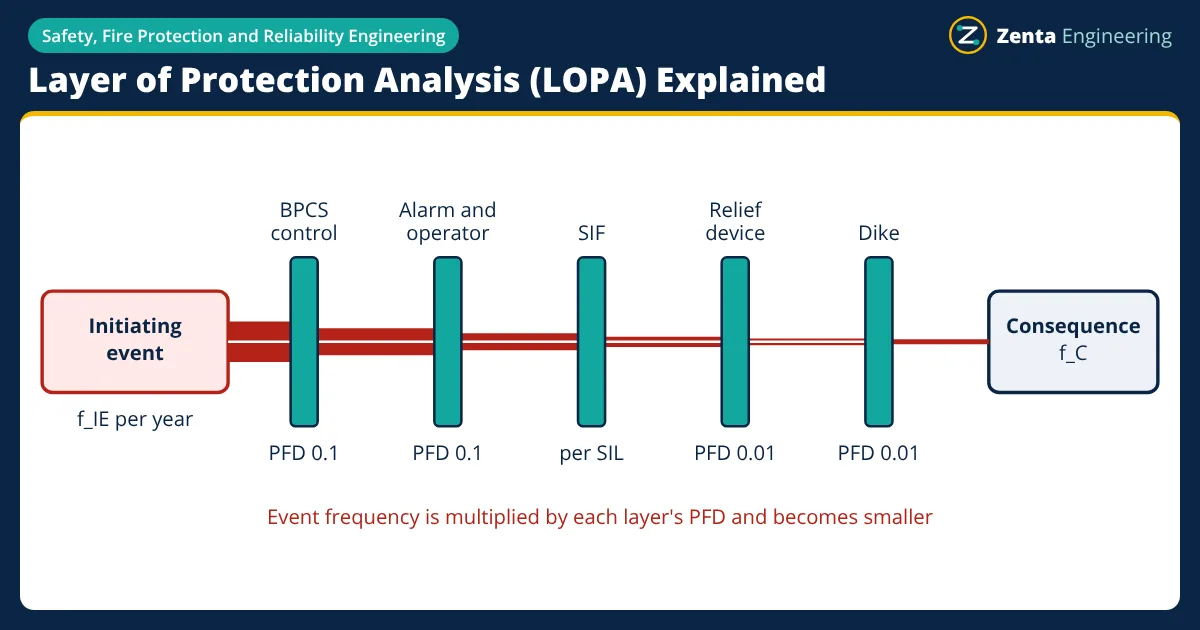 Safety, Fire Protection and Reliability Engineering
Zenta Engineering
Layer of Protection Analysis (LOPA) Explained
BPCS
control
Alarm and
operator
SIF
Relief
device
Dike
Initiating
event
Consequence
f_C
f_IE per year
PFD 0.1
PFD 0.1
per SIL
PFD 0.01
PFD 0.01
Event frequency is multiplied by each layer's PFD and becomes smaller